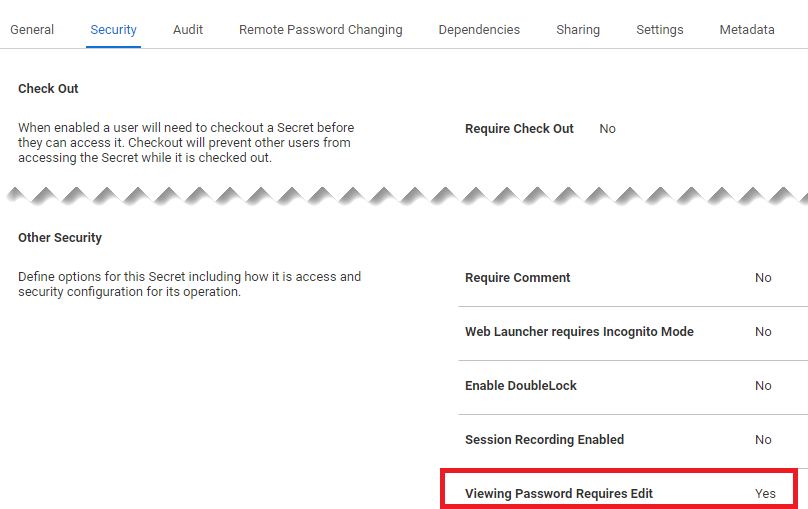 General Security Audit Remote Password Changing Dependencies Sharing Settings Metadata
Check Out
When enabled a user will need to checkout a Secret before
they can access it. Checkout will prevent other users from
accessing the Secret while it is checked out.
Require Check Out No
Other Security
Define options for this Secret including how it is access and
security configuration for its operation.
Require Comment No
Web Launcher requires Incognito Mode No
Enable DoubleLock No
Session Recording Enabled No
Viewing Password Requires Edit Yes